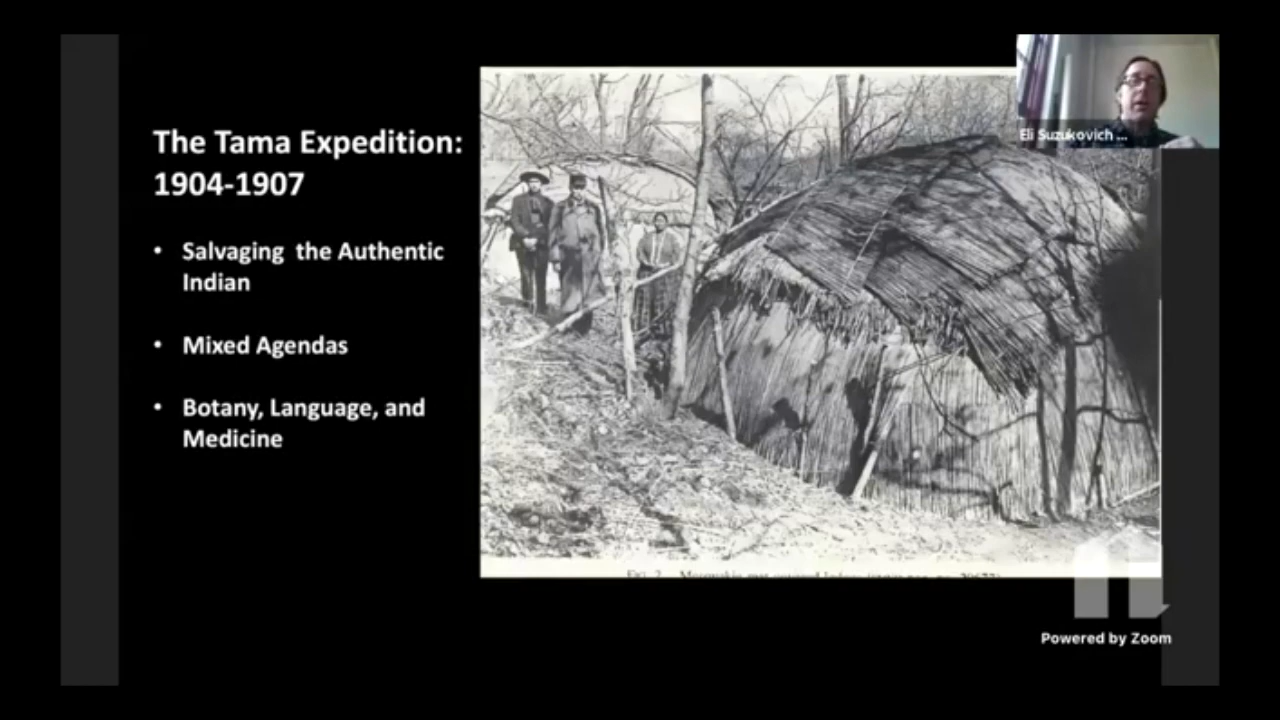 Eli Suzukovich ...
The Tama Expedition:
1904-1907
• Salvaging the Authentic
Indian
• Mixed Agendas
• Botany, Language, and
Medicine
Powered by Zoom